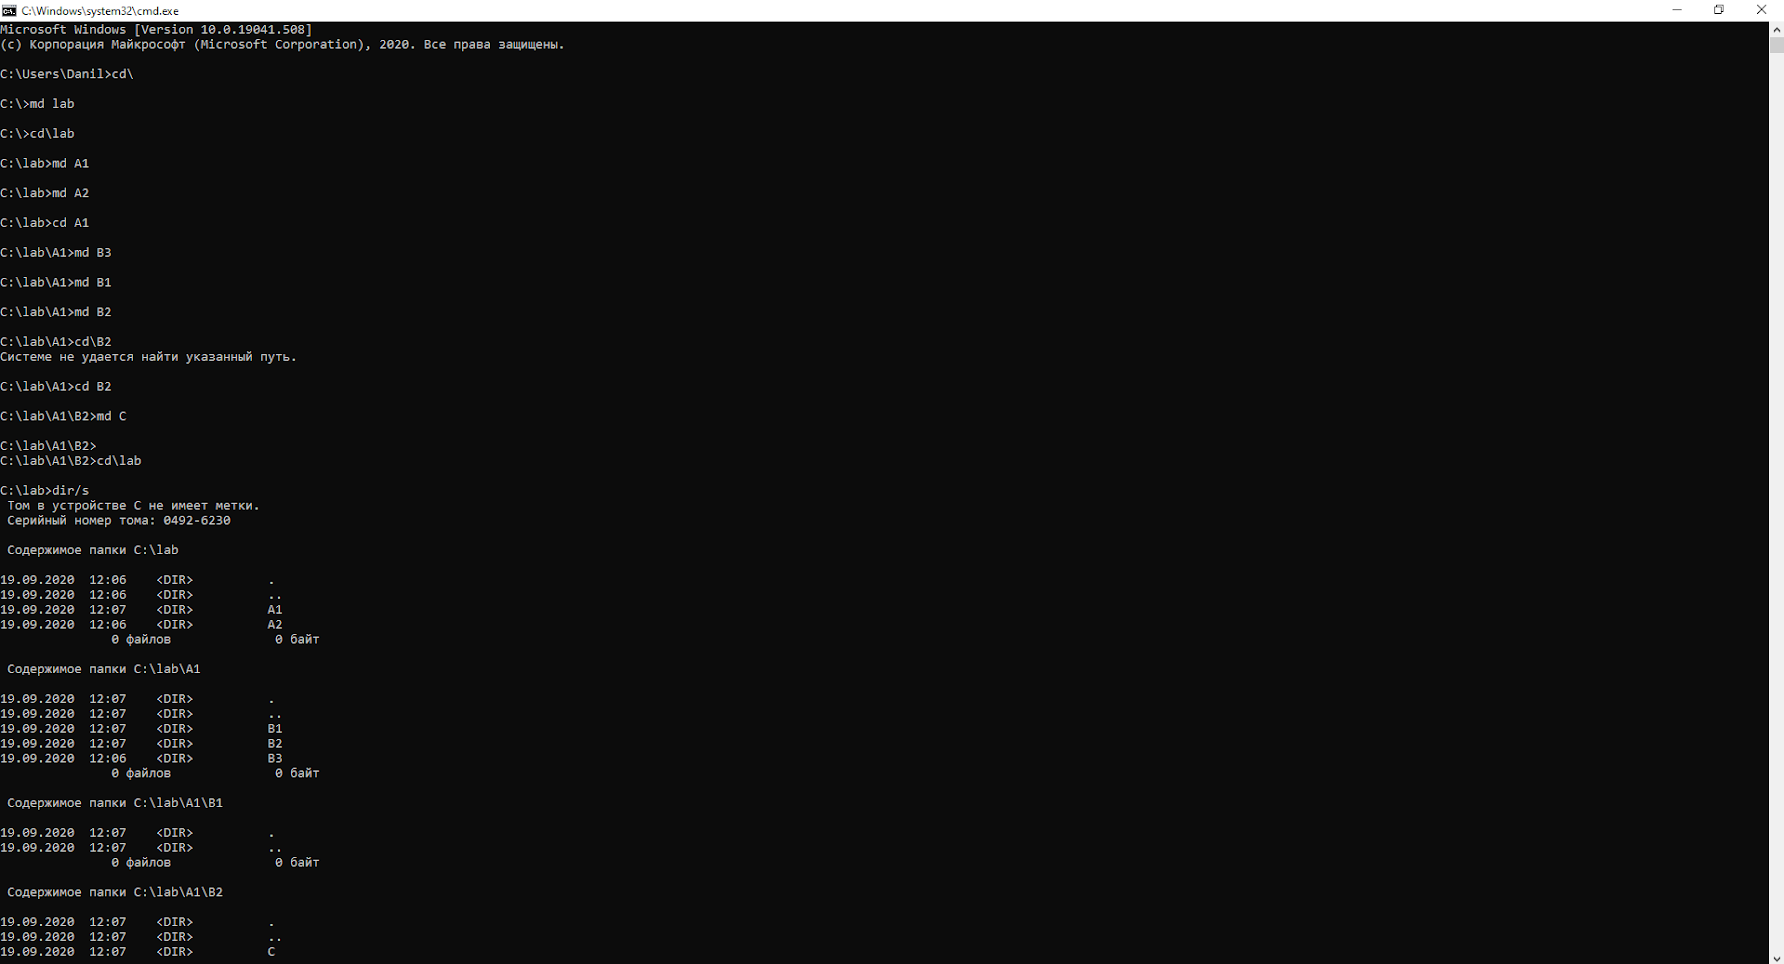 C:\Windows\system32\cmd.exe
Microsoft Windows [Version 10.0.19041.508]
(c) Корпорация Майкрософт (Microsoft Corporation), 2020. Все права защищены.
C:\Users\Danil>cd\
C:\>md lab
C:\>cd\lab
C:\lab>md A1
C:\lab>md A2
C:\lab>cd A1
C:\lab\A1>md B3
C:\lab\A1>md B1
C:\lab\A1>md B2
C:\lab\A1>cd\B2
Системе не удается найти указанный путь.
C:\lab\A1>cd B2
C:\lab\A1\B2>md C
C:\lab\A1\B2>
C:\lab\A1\B2>cd\lab
C:\lab>dir/s
Том в устройстве C не имеет метки.
Серийный номер тома: 0492-6230
Содержимое папки C:\lab
19.09.2020  12:06    <DIR>          .
19.09.2020  12:06    <DIR>          ..
19.09.2020  12:07    <DIR>          A1
19.09.2020  12:06    <DIR>          A2
0 файлов              0 байт
Содержимое папки C:\lab\A1
19.09.2020  12:07    <DIR>          .
19.09.2020  12:07    <DIR>          ..
19.09.2020  12:07    <DIR>          B1
19.09.2020  12:07    <DIR>          B2
19.09.2020  12:06    <DIR>          B3
0 файлов              0 байт
Содержимое папки C:\lab\A1\B1
19.09.2020  12:07    <DIR>          .
19.09.2020  12:07    <DIR>          ..
0 файлов              0 байт
Содержимое папки C:\lab\A1\B2
19.09.2020  12:07    <DIR>          .
19.09.2020  12:07    <DIR>          ..
19.09.2020  12:07    <DIR>          C